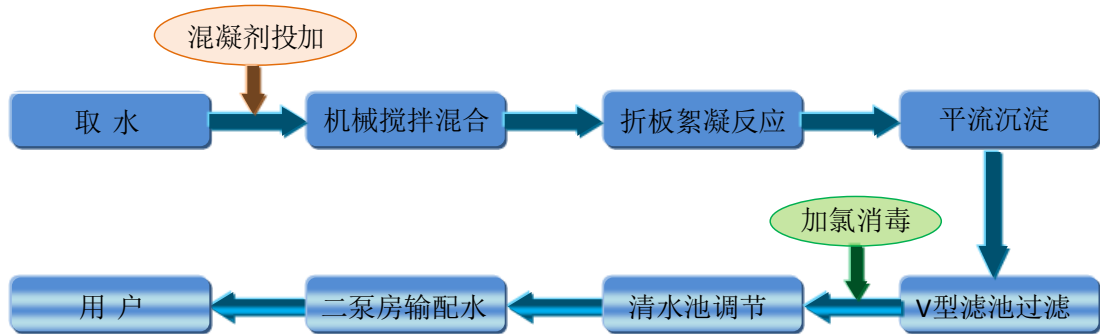 混凝剂投加
取 水
机械搅拌混合
折板絮凝反应
平流沉淀
加氯消毒
用 户
二泵房输配水
清水池调节
V型滤池过滤